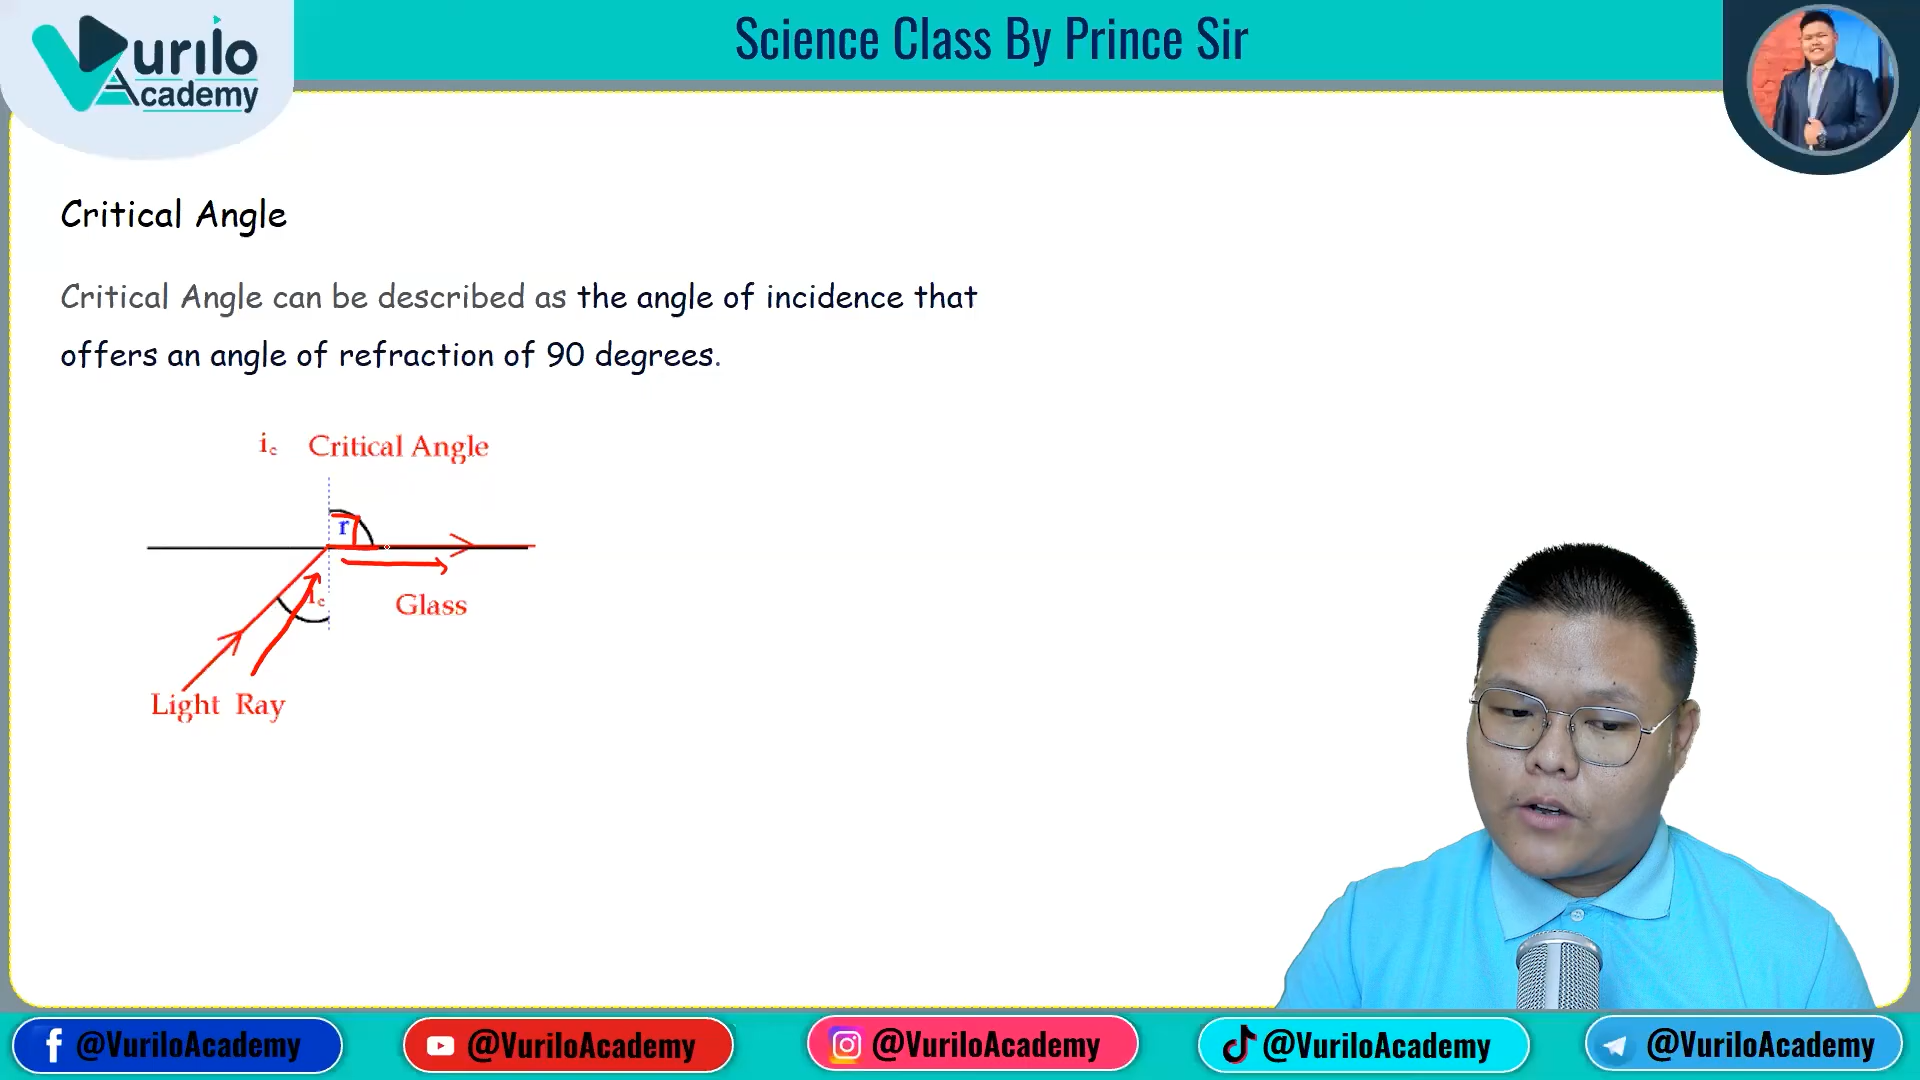 Vurilo
Academy
Science Class By Prince Sir
Critical Angle
Critical Angle can be described as the angle of incidence that
offers an angle of refraction of 90 degrees.
ic Critical Angle
r
ic
Glass
Light Ray
@VuriloAcademy
@VuriloAcademy
@VuriloAcademy
@VuriloAcademy
@VuriloAcademy